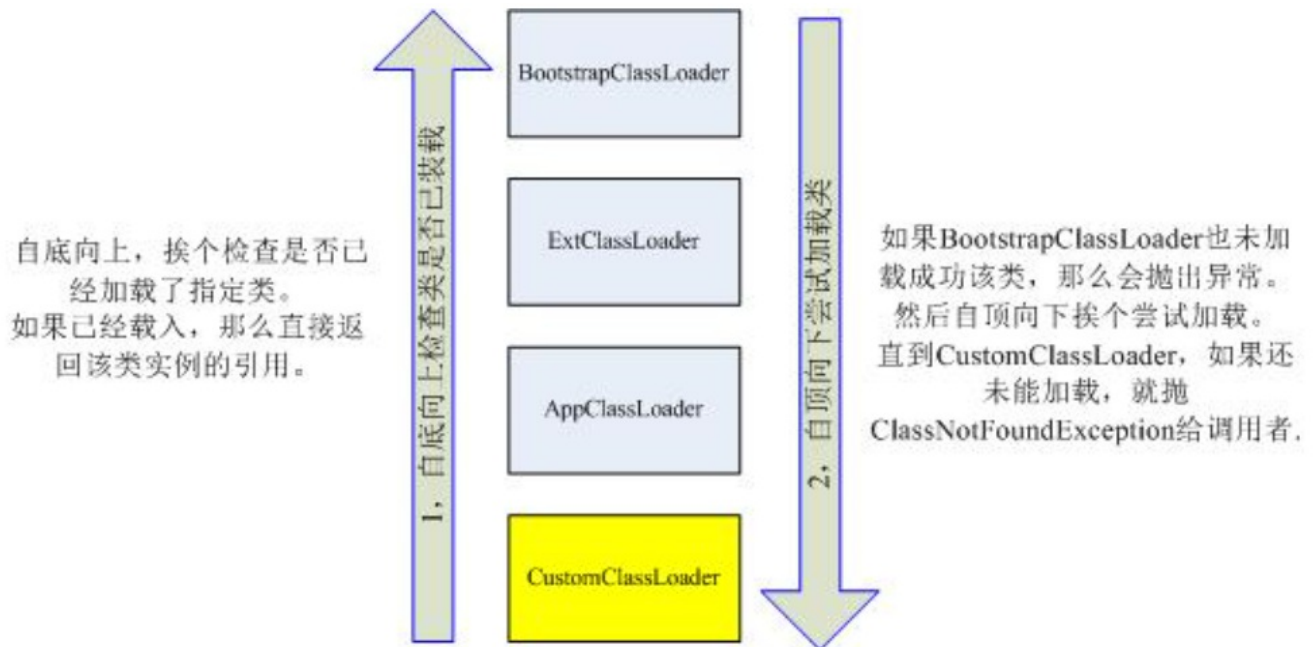 BootstrapClassLoader
ExtClassLoader
AppClassLoader
CustomClassLoader
1，自底向上检查类是否已装载
2，自顶向下尝试加载类
自底向上，挨个检查是否已
经加载了指定类。
如果已经载入，那么直接返
回该类实例的引用。
如果BootstrapClassLoader也未加
载成功该类，那么会抛出异常。
然后自顶向下挨个尝试加载。
直到CustomClassLoader，如果还
未能加载，就抛
ClassNotFoundException给调用者.